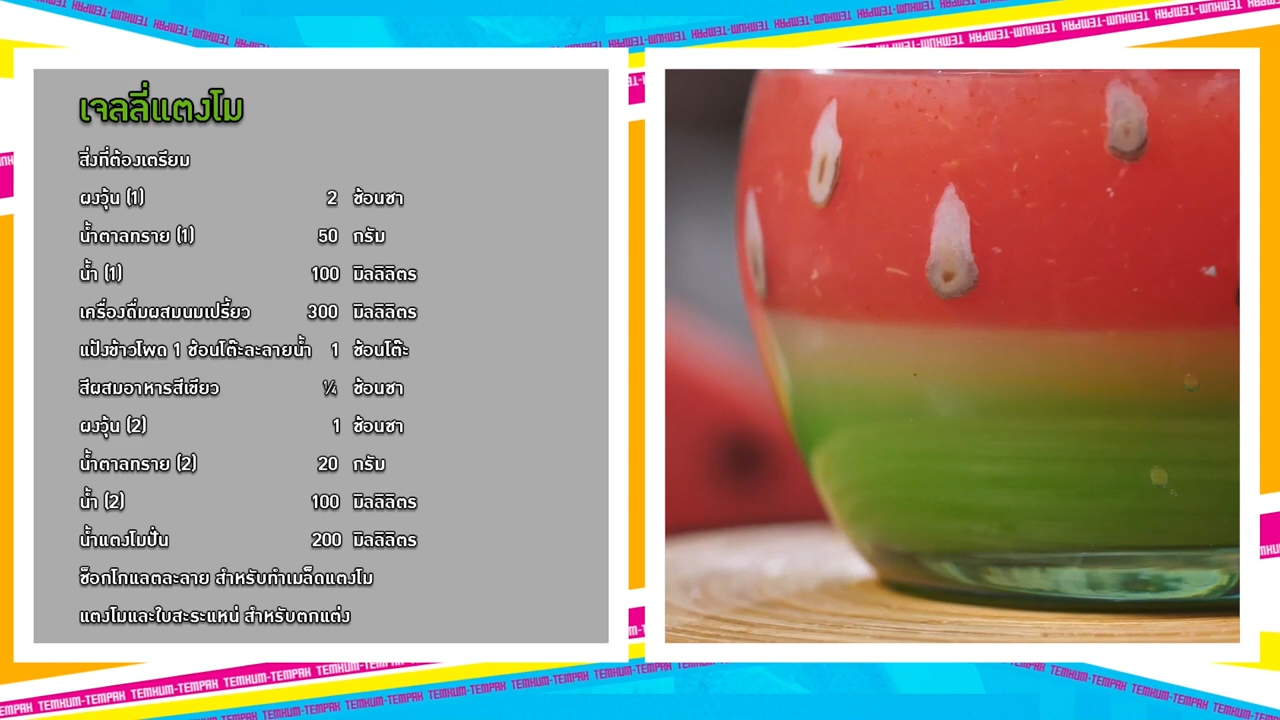 เจลลี่แตงโม
สิ่งที่ต้องเตรียม
ผงวุ้น (1) 2 ช้อนชา
น้ำตาลทราย (1) 50 กรัม
น้ำ (1) 100 มิลลิลิตร
เครื่องดื่มผสมนมเปรี้ยว 300 มิลลิลิตร
แป้งข้าวโพด 1 ช้อนโต๊ะละลายน้ำ 1 ช้อนโต๊ะ
สีผสมอาหารสีเขียว ¼ ช้อนชา
ผงวุ้น (2) 1 ช้อนชา
น้ำตาลทราย (2) 20 กรัม
น้ำ (2) 100 มิลลิลิตร
น้ำแตงโมปั่น 200 มิลลิลิตร
ช็อกโกแลตละลาย สำหรับทำเมล็ดแตงโม
แตงโมและใบสะระแหน่ สำหรับตกแต่ง
TEMKUM-TEMPAK TEMKUM-TEMPAK TEMKUM-TEMPAK TEMKUM-TEMPAK TEMKUM-TEMPAK